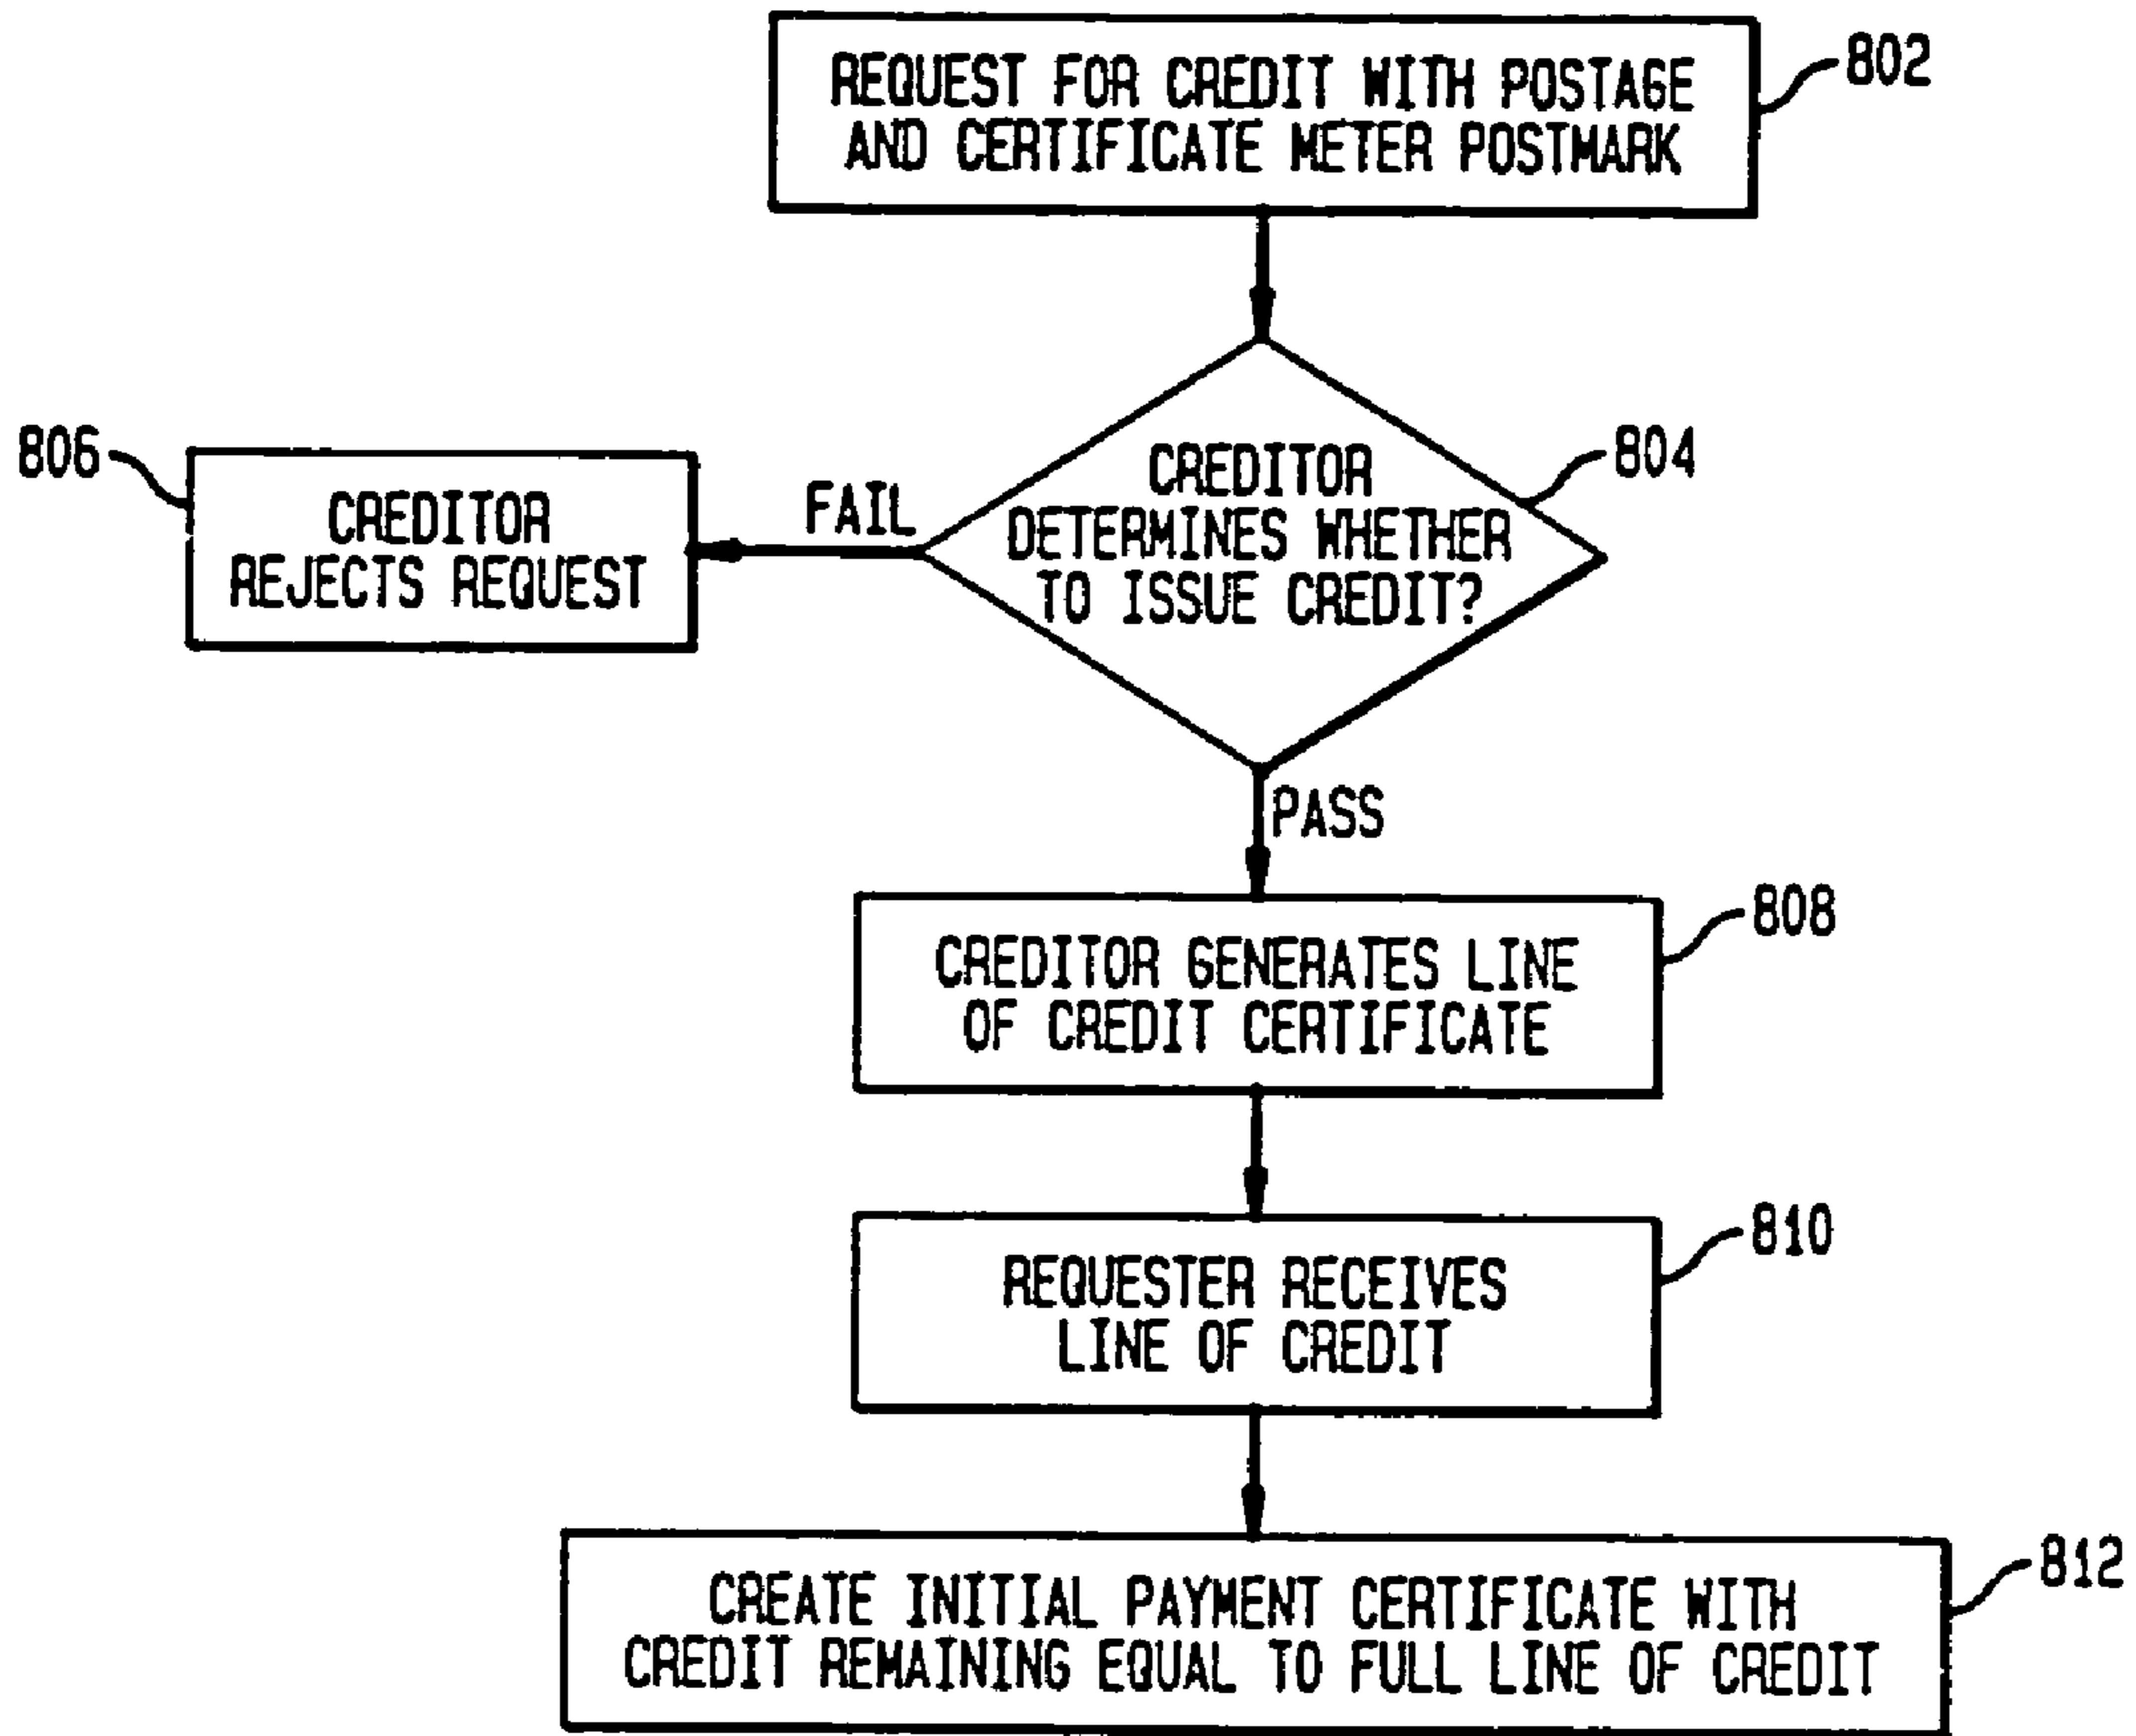 REQUEST FOR CREDIT WITH POSTAGE
AND CERTIFICATE METER POSTMARK
802
806
CREDITOR
REJECTS REQUEST
FAIL
CREDITOR
DETERMINES WHETHER
TO ISSUE CREDIT?
804
PASS
CREDITOR GENERATES LINE
OF CREDIT CERTIFICATE
808
REQUESTER RECEIVES
LINE OF CREDIT
810
CREATE INITIAL PAYMENT CERTIFICATE WITH
CREDIT REMAINING EQUAL TO FULL LINE OF CREDIT
812